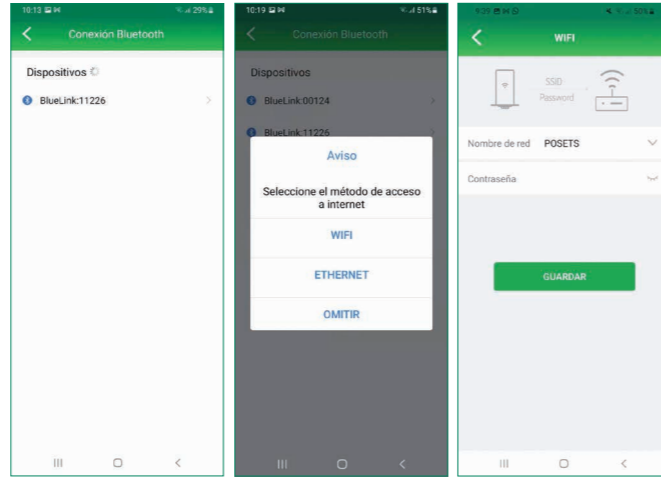 10:13
29%
Conexión Bluetooth
Dispositivos
BlueLink:11226
10:19
51%
Conexión Bluetooth
Dispositivos
BlueLink:00124
BlueLink:11226
Aviso
Seleccione el método de acceso
a internet
WIFI
ETHERNET
OMITIR
50%
WIFI
SSID
Password
Nombre de red POSETS
Contraseña
GUARDAR